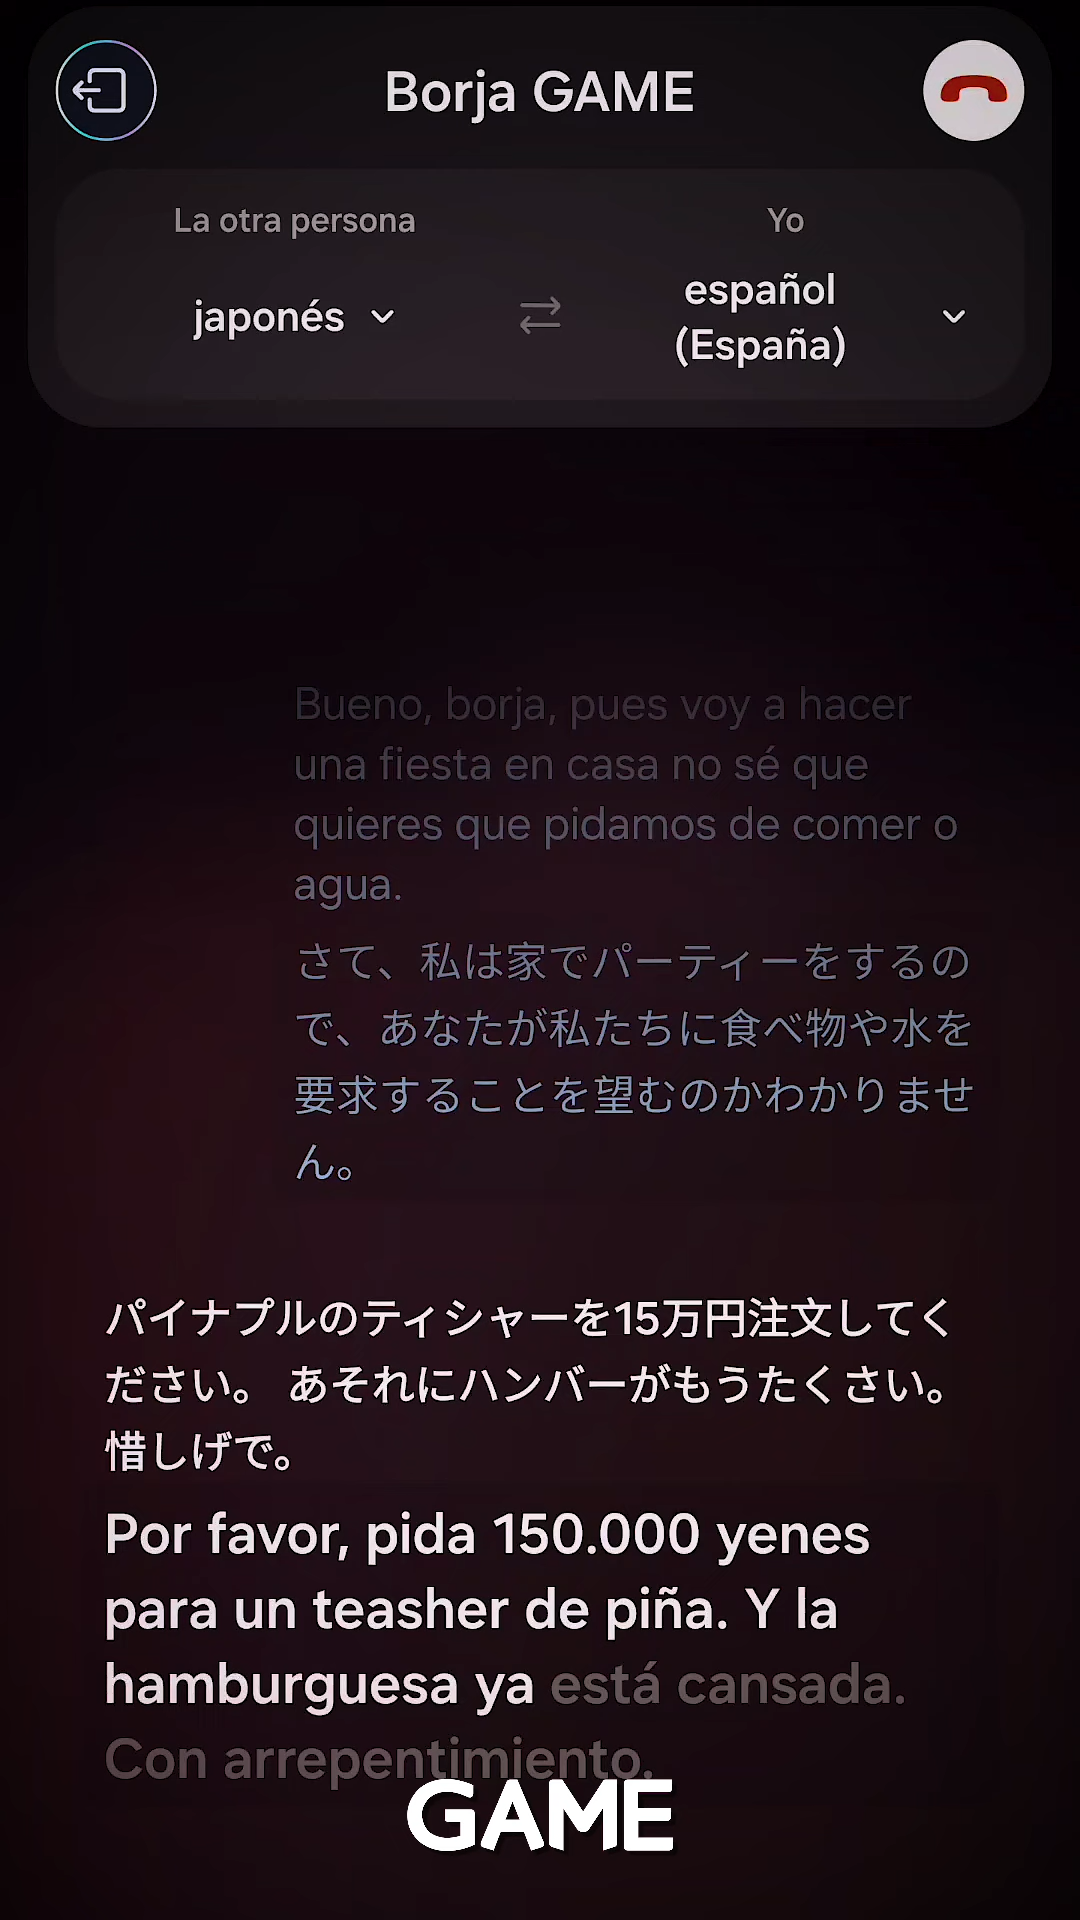 Borja GAME
La otra persona
Yo
japonés
español
(España)
Bueno, borja, pues voy a hacer
una fiesta en casa no sé que
quieres que pidamos de comer o
agua.
さて、私は家でパーティーをするの
で、あなたが私たちに食べ物や水を
要求することを望むのかわかりませ
ん。
パイナプルのティシャーを15万円注文してく
ださい。 あそれにハンバーがもうたくさい。
惜しげで。
Por favor, pida 150.000 yenes
para un teasher de piña. Y la
hamburguesa ya está cansada.
Con arrepentimiento.
GAME